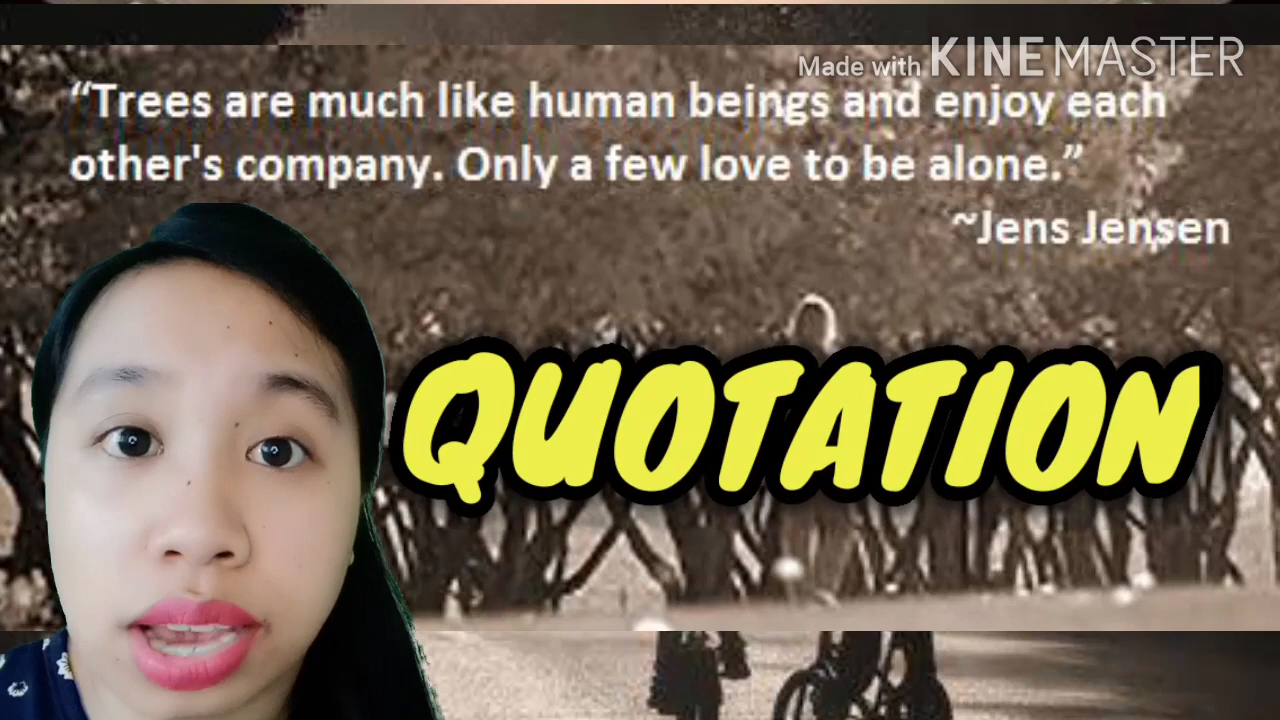 Made with KINEMASTER
“Trees are much like human beings and enjoy each
other's company. Only a few love to be alone.”
~Jens Jensen
QUOTATION